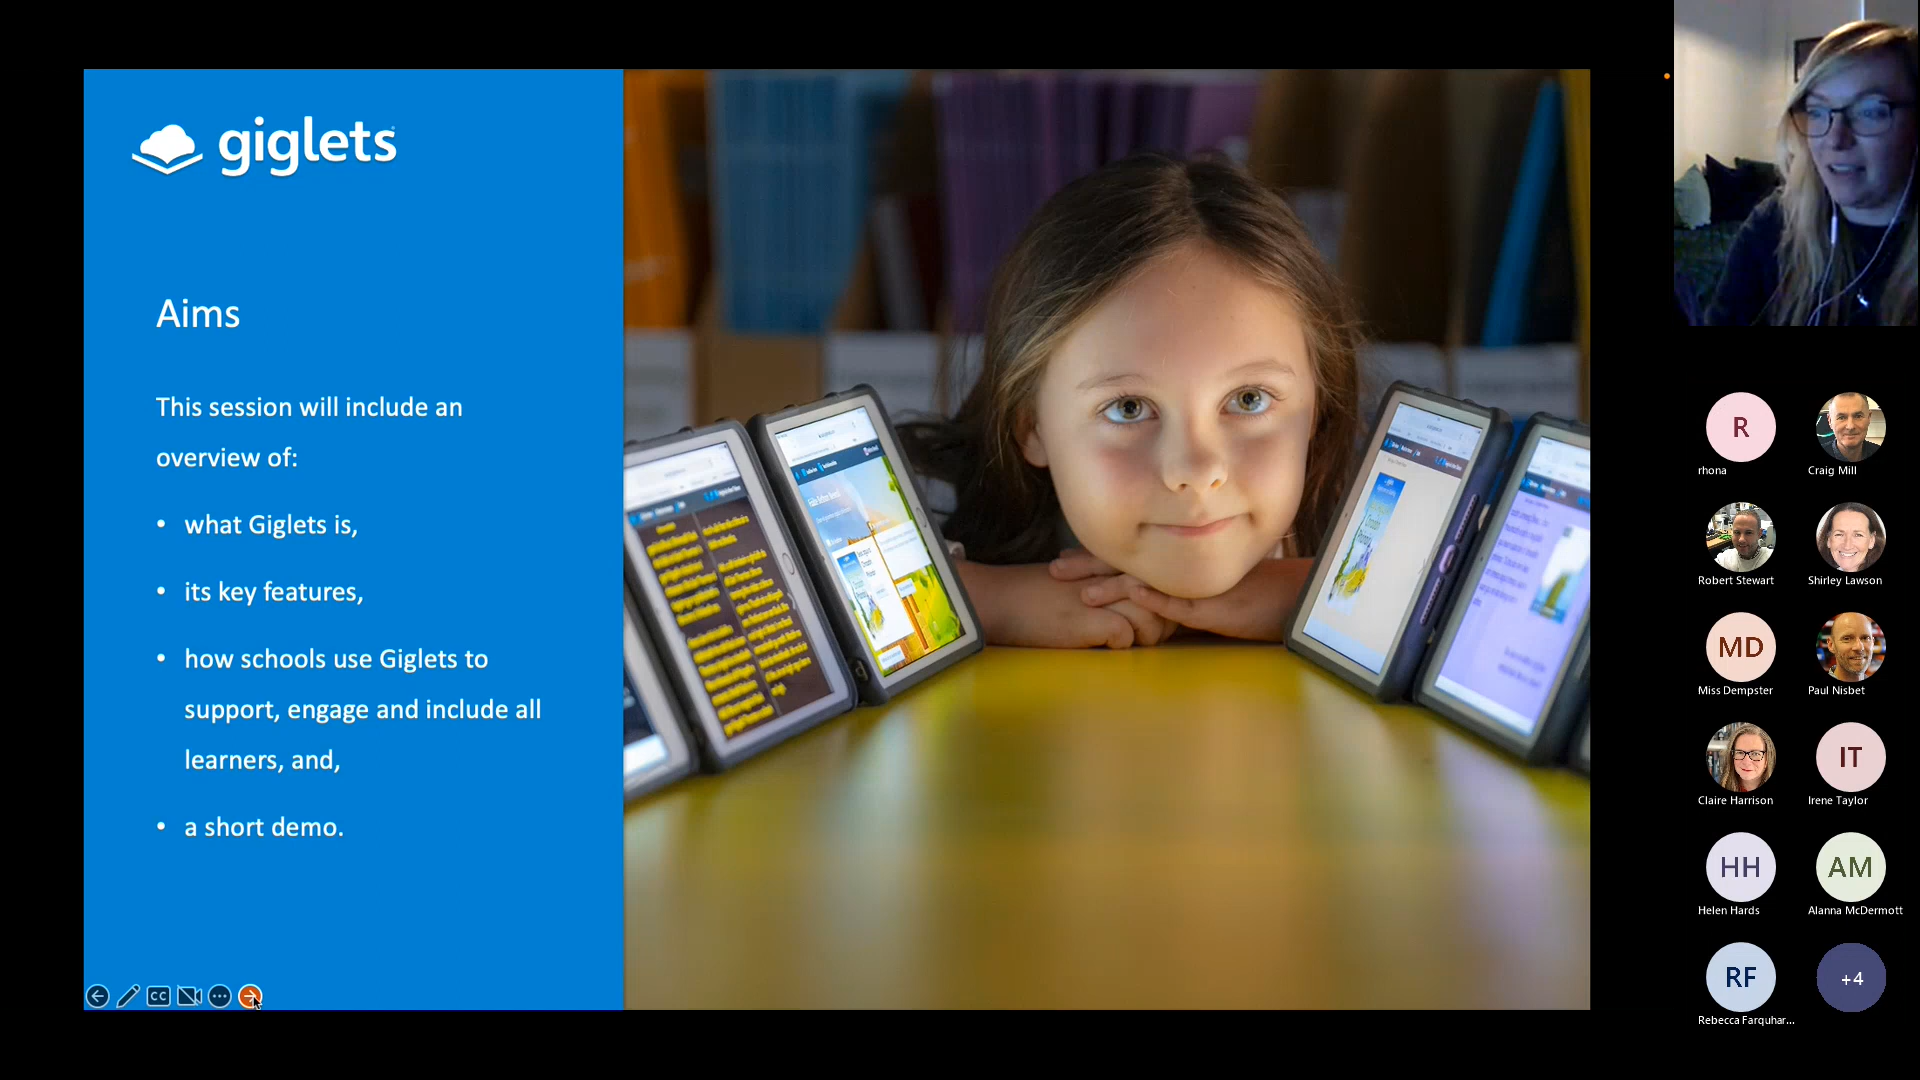 giglets
Aims
This session will include an
overview of:
• what Giglets is,
• its key features,
• how schools use Giglets to
support, engage and include all
learners, and,
• a short demo.
CC
R
rhona
Craig Mill
Robert Stewart
Shirley Lawson
MD
Miss Dempster
Paul Nisbet
Claire Harrison
IT
Irene Taylor
HH
Helen Hards
AM
Alanna McDermott
RF
Rebecca Farquhar...
+4